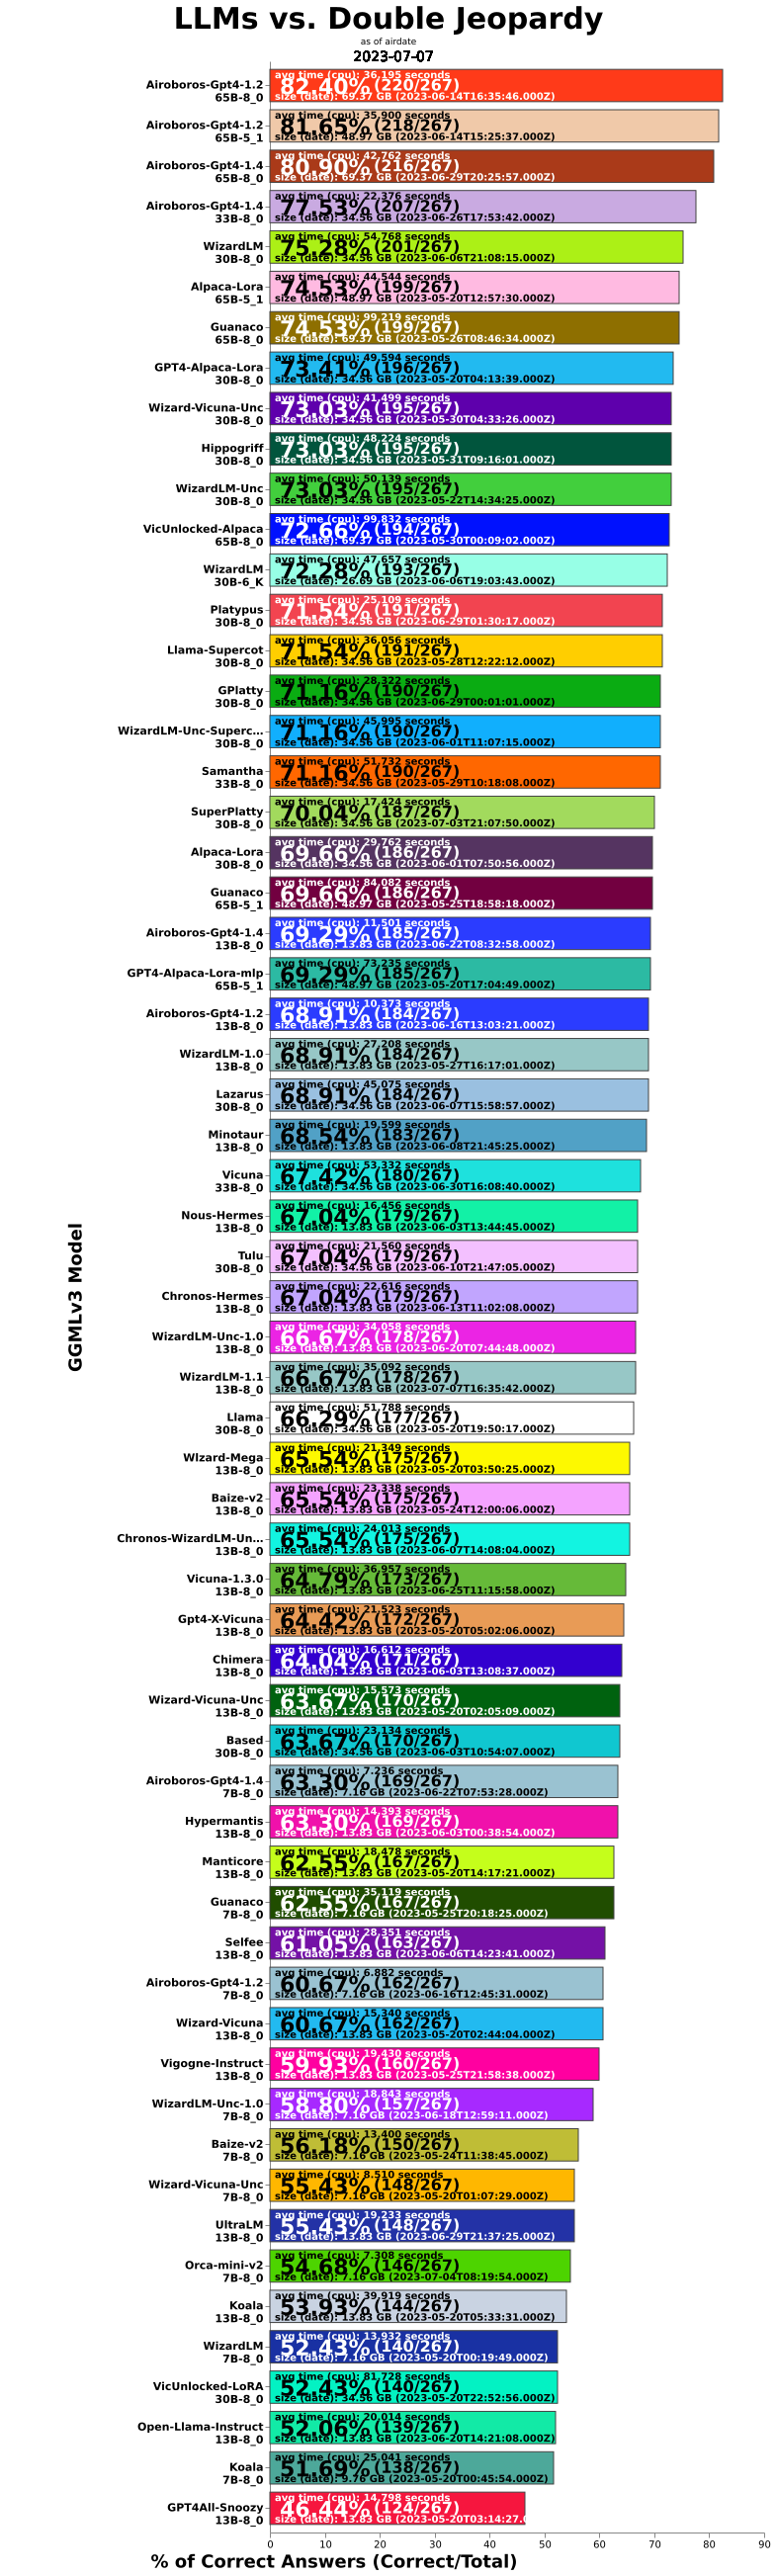 LLMs vs. Double Jeopardy
as of airdate
2023-07-07
GGMLv3 Model
Airoboros-Gpt4-1.2
65B-8_0
avg time (cpu): 36,195 seconds
82.40% (220/267)
size (date): 69.37 GB (2023-06-14T16:35:46.000Z)
Airoboros-Gpt4-1.2
65B-5_1
avg time (cpu): 35,900 seconds
81.65% (218/267)
size (date): 48.97 GB (2023-06-14T15:25:37.000Z)
Airoboros-Gpt4-1.4
65B-8_0
avg time (cpu): 42,762 seconds
80.90% (216/267)
size (date): 69.37 GB (2023-06-29T20:25:57.000Z)
Airoboros-Gpt4-1.4
33B-8_0
avg time (cpu): 22,376 seconds
77.53% (207/267)
size (date): 34.56 GB (2023-06-26T17:53:42.000Z)
WizardLM
30B-8_0
avg time (cpu): 54,768 seconds
75.28% (201/267)
size (date): 34.56 GB (2023-06-06T21:08:15.000Z)
Alpaca-Lora
65B-5_1
avg time (cpu): 44,544 seconds
74.53% (199/267)
size (date): 48.97 GB (2023-05-20T12:57:30.000Z)
Guanaco
65B-8_0
avg time (cpu): 99,219 seconds
74.53% (199/267)
size (date): 69.37 GB (2023-05-26T08:46:34.000Z)
GPT4-Alpaca-Lora
30B-8_0
avg time (cpu): 49,594 seconds
73.41% (196/267)
size (date): 34.56 GB (2023-05-20T04:13:39.000Z)
Wizard-Vicuna-Unc
30B-8_0
avg time (cpu): 41,499 seconds
73.03% (195/267)
size (date): 34.56 GB (2023-05-30T04:33:26.000Z)
Hippogriff
30B-8_0
avg time (cpu): 48,224 seconds
73.03% (195/267)
size (date): 34.56 GB (2023-05-31T09:16:01.000Z)
WizardLM-Unc
30B-8_0
avg time (cpu): 50,139 seconds
73.03% (195/267)
size (date): 34.56 GB (2023-05-22T14:34:25.000Z)
VicUnlocked-Alpaca
65B-8_0
avg time (cpu): 99,832 seconds
72.66% (194/267)
size (date): 69.37 GB (2023-05-30T00:09:02.000Z)
WizardLM
30B-6_K
avg time (cpu): 47,657 seconds
72.28% (193/267)
size (date): 26.69 GB (2023-06-06T19:03:43.000Z)
Platypus
30B-8_0
avg time (cpu): 25,109 seconds
71.54% (191/267)
size (date): 34.56 GB (2023-06-29T01:30:17.000Z)
Llama-Supercot
30B-8_0
avg time (cpu): 36,056 seconds
71.54% (191/267)
size (date): 34.56 GB (2023-05-28T12:22:12.000Z)
GPlatty
30B-8_0
avg time (cpu): 28,322 seconds
71.16% (190/267)
size (date): 34.56 GB (2023-06-29T00:01:01.000Z)
WizardLM-Unc-Superc...
30B-8_0
avg time (cpu): 45,995 seconds
71.16% (190/267)
size (date): 34.56 GB (2023-06-01T11:07:15.000Z)
Samantha
33B-8_0
avg time (cpu): 51,732 seconds
71.16% (190/267)
size (date): 34.56 GB (2023-05-29T10:18:08.000Z)
SuperPlatty
30B-8_0
avg time (cpu): 17,424 seconds
70.04% (187/267)
size (date): 34.56 GB (2023-07-03T21:07:50.000Z)
Alpaca-Lora
30B-8_0
avg time (cpu): 29,762 seconds
69.66% (186/267)
size (date): 34.56 GB (2023-06-01T07:50:56.000Z)
Guanaco
65B-5_1
avg time (cpu): 84,082 seconds
69.66% (186/267)
size (date): 48.97 GB (2023-05-25T18:58:18.000Z)
Airoboros-Gpt4-1.4
13B-8_0
avg time (cpu): 11,501 seconds
69.29% (185/267)
size (date): 13.83 GB (2023-06-22T08:32:58.000Z)
GPT4-Alpaca-Lora-mlp
65B-5_1
avg time (cpu): 73,235 seconds
69.29% (185/267)
size (date): 48.97 GB (2023-05-20T17:04:49.000Z)
Airoboros-Gpt4-1.2
13B-8_0
avg time (cpu): 10,373 seconds
68.91% (184/267)
size (date): 13.83 GB (2023-06-16T13:03:21.000Z)
WizardLM-1.0
13B-8_0
avg time (cpu): 27,208 seconds
68.91% (184/267)
size (date): 13.83 GB (2023-05-27T16:17:01.000Z)
Lazarus
30B-8_0
avg time (cpu): 45,075 seconds
68.91% (184/267)
size (date): 34.56 GB (2023-06-07T15:58:57.000Z)
Minotaur
13B-8_0
avg time (cpu): 19,599 seconds
68.54% (183/267)
size (date): 13.83 GB (2023-06-08T21:45:25.000Z)
Vicuna
33B-8_0
avg time (cpu): 53,332 seconds
67.42% (180/267)
size (date): 34.56 GB (2023-06-30T16:08:40.000Z)
Nous-Hermes
13B-8_0
avg time (cpu): 16,456 seconds
67.04% (179/267)
size (date): 13.83 GB (2023-06-03T13:44:45.000Z)
Tulu
30B-8_0
avg time (cpu): 21,560 seconds
67.04% (179/267)
size (date): 34.56 GB (2023-06-10T21:47:05.000Z)
Chronos-Hermes
13B-8_0
avg time (cpu): 22,616 seconds
67.04% (179/267)
size (date): 13.83 GB (2023-06-13T11:02:08.000Z)
WizardLM-Unc-1.0
13B-8_0
avg time (cpu): 34,058 seconds
66.67% (178/267)
size (date): 13.83 GB (2023-06-20T07:44:48.000Z)
WizardLM-1.1
13B-8_0
avg time (cpu): 35,092 seconds
66.67% (178/267)
size (date): 13.83 GB (2023-07-07T16:35:42.000Z)
Llama
30B-8_0
avg time (cpu): 51,788 seconds
66.29% (177/267)
size (date): 34.56 GB (2023-05-20T19:50:17.000Z)
WIzard-Mega
13B-8_0
avg time (cpu): 21,349 seconds
65.54% (175/267)
size (date): 13.83 GB (2023-05-20T03:50:25.000Z)
Baize-v2
13B-8_0
avg time (cpu): 23,338 seconds
65.54% (175/267)
size (date): 13.83 GB (2023-05-24T12:00:06.000Z)
Chronos-WizardLM-Un...
13B-8_0
avg time (cpu): 24,013 seconds
65.54% (175/267)
size (date): 13.83 GB (2023-06-07T14:08:04.000Z)
Vicuna-1.3.0
13B-8_0
avg time (cpu): 36,957 seconds
64.79% (173/267)
size (date): 13.83 GB (2023-06-25T11:15:58.000Z)
Gpt4-X-Vicuna
13B-8_0
avg time (cpu): 21,523 seconds
64.42% (172/267)
size (date): 13.83 GB (2023-05-20T05:02:06.000Z)
Chimera
13B-8_0
avg time (cpu): 16,612 seconds
64.04% (171/267)
size (date): 13.83 GB (2023-06-03T13:08:37.000Z)
Wizard-Vicuna-Unc
13B-8_0
avg time (cpu): 15,573 seconds
63.67% (170/267)
size (date): 13.83 GB (2023-05-20T02:05:09.000Z)
Based
30B-8_0
avg time (cpu): 23,134 seconds
63.67% (170/267)
size (date): 34.56 GB (2023-06-03T10:54:07.000Z)
Airoboros-Gpt4-1.4
7B-8_0
avg time (cpu): 7,236 seconds
63.30% (169/267)
size (date): 7.16 GB (2023-06-22T07:53:28.000Z)
Hypermantis
13B-8_0
avg time (cpu): 14,393 seconds
63.30% (169/267)
size (date): 13.83 GB (2023-06-03T00:38:54.000Z)
Manticore
13B-8_0
avg time (cpu): 18,478 seconds
62.55% (167/267)
size (date): 13.83 GB (2023-05-20T14:17:21.000Z)
Guanaco
7B-8_0
avg time (cpu): 35,119 seconds
62.55% (167/267)
size (date): 7.16 GB (2023-05-25T20:18:25.000Z)
Selfee
13B-8_0
avg time (cpu): 28,351 seconds
61.05% (163/267)
size (date): 13.83 GB (2023-06-06T14:23:41.000Z)
Airoboros-Gpt4-1.2
7B-8_0
avg time (cpu): 6,882 seconds
60.67% (162/267)
size (date): 7.16 GB (2023-06-16T12:45:31.000Z)
Wizard-Vicuna
13B-8_0
avg time (cpu): 15,340 seconds
60.67% (162/267)
size (date): 13.83 GB (2023-05-20T02:44:04.000Z)
Vigogne-Instruct
13B-8_0
avg time (cpu): 19,430 seconds
59.93% (160/267)
size (date): 13.83 GB (2023-05-25T21:58:38.000Z)
WizardLM-Unc-1.0
7B-8_0
avg time (cpu): 18,843 seconds
58.80% (157/267)
size (date): 7.16 GB (2023-06-18T12:59:11.000Z)
Baize-v2
7B-8_0
avg time (cpu): 13,400 seconds
56.18% (150/267)
size (date): 7.16 GB (2023-05-24T11:38:45.000Z)
Wizard-Vicuna-Unc
7B-8_0
avg time (cpu): 8,510 seconds
55.43% (148/267)
size (date): 7.16 GB (2023-05-20T01:07:29.000Z)
UltraLM
13B-8_0
avg time (cpu): 19,233 seconds
55.43% (148/267)
size (date): 13.83 GB (2023-06-29T21:37:25.000Z)
Orca-mini-v2
7B-8_0
avg time (cpu): 7,308 seconds
54.68% (146/267)
size (date): 7.16 GB (2023-07-04T08:19:54.000Z)
Koala
13B-8_0
avg time (cpu): 39,919 seconds
53.93% (144/267)
size (date): 13.83 GB (2023-05-20T05:33:31.000Z)
WizardLM
7B-8_0
avg time (cpu): 13,932 seconds
52.43% (140/267)
size (date): 7.16 GB (2023-05-20T00:19:49.000Z)
VicUnlocked-LoRA
30B-8_0
avg time (cpu): 81,728 seconds
52.43% (140/267)
size (date): 34.56 GB (2023-05-20T22:52:56.000Z)
Open-Llama-Instruct
13B-8_0
avg time (cpu): 20,014 seconds
52.06% (139/267)
size (date): 13.83 GB (2023-06-20T14:21:08.000Z)
Koala
7B-8_0
avg time (cpu): 25,041 seconds
51.69% (138/267)
size (date): 9.76 GB (2023-05-20T00:45:54.000Z)
GPT4All-Snoozy
13B-8_0
avg time (cpu): 14,798 seconds
46.44% (124/267)
size (date): 13.83 GB (2023-05-20T03:14:27.
0 10 20 30 40 50 60 70 80 90
% of Correct Answers (Correct/Total)